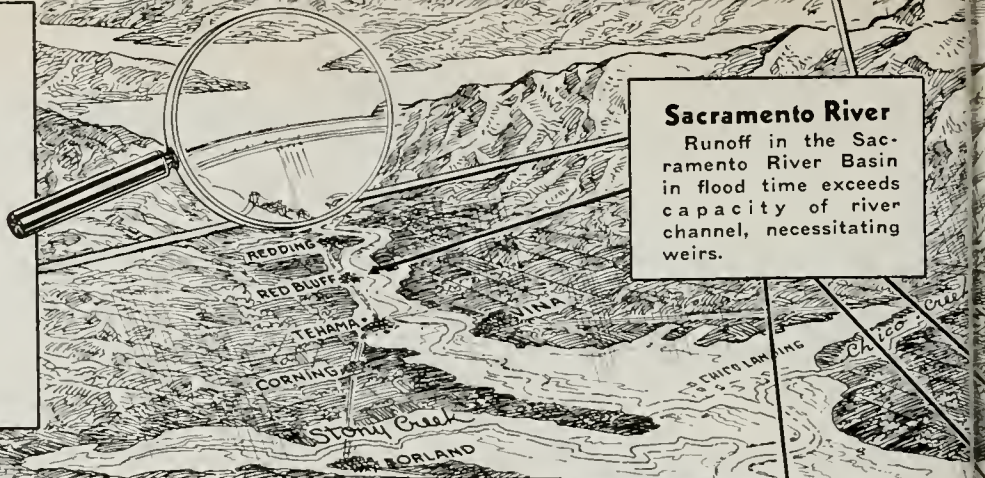 Sacramento River
Runoff in the Sac-
ramento River Basin
in flood time exceeds
capacity of river
channel, necessitating
weirs.
REDDING
RED BLUFF
TEHAMA
VINA
CORNING
CHICO LANDING
Chico Cree
Stony Creek
ORLAND